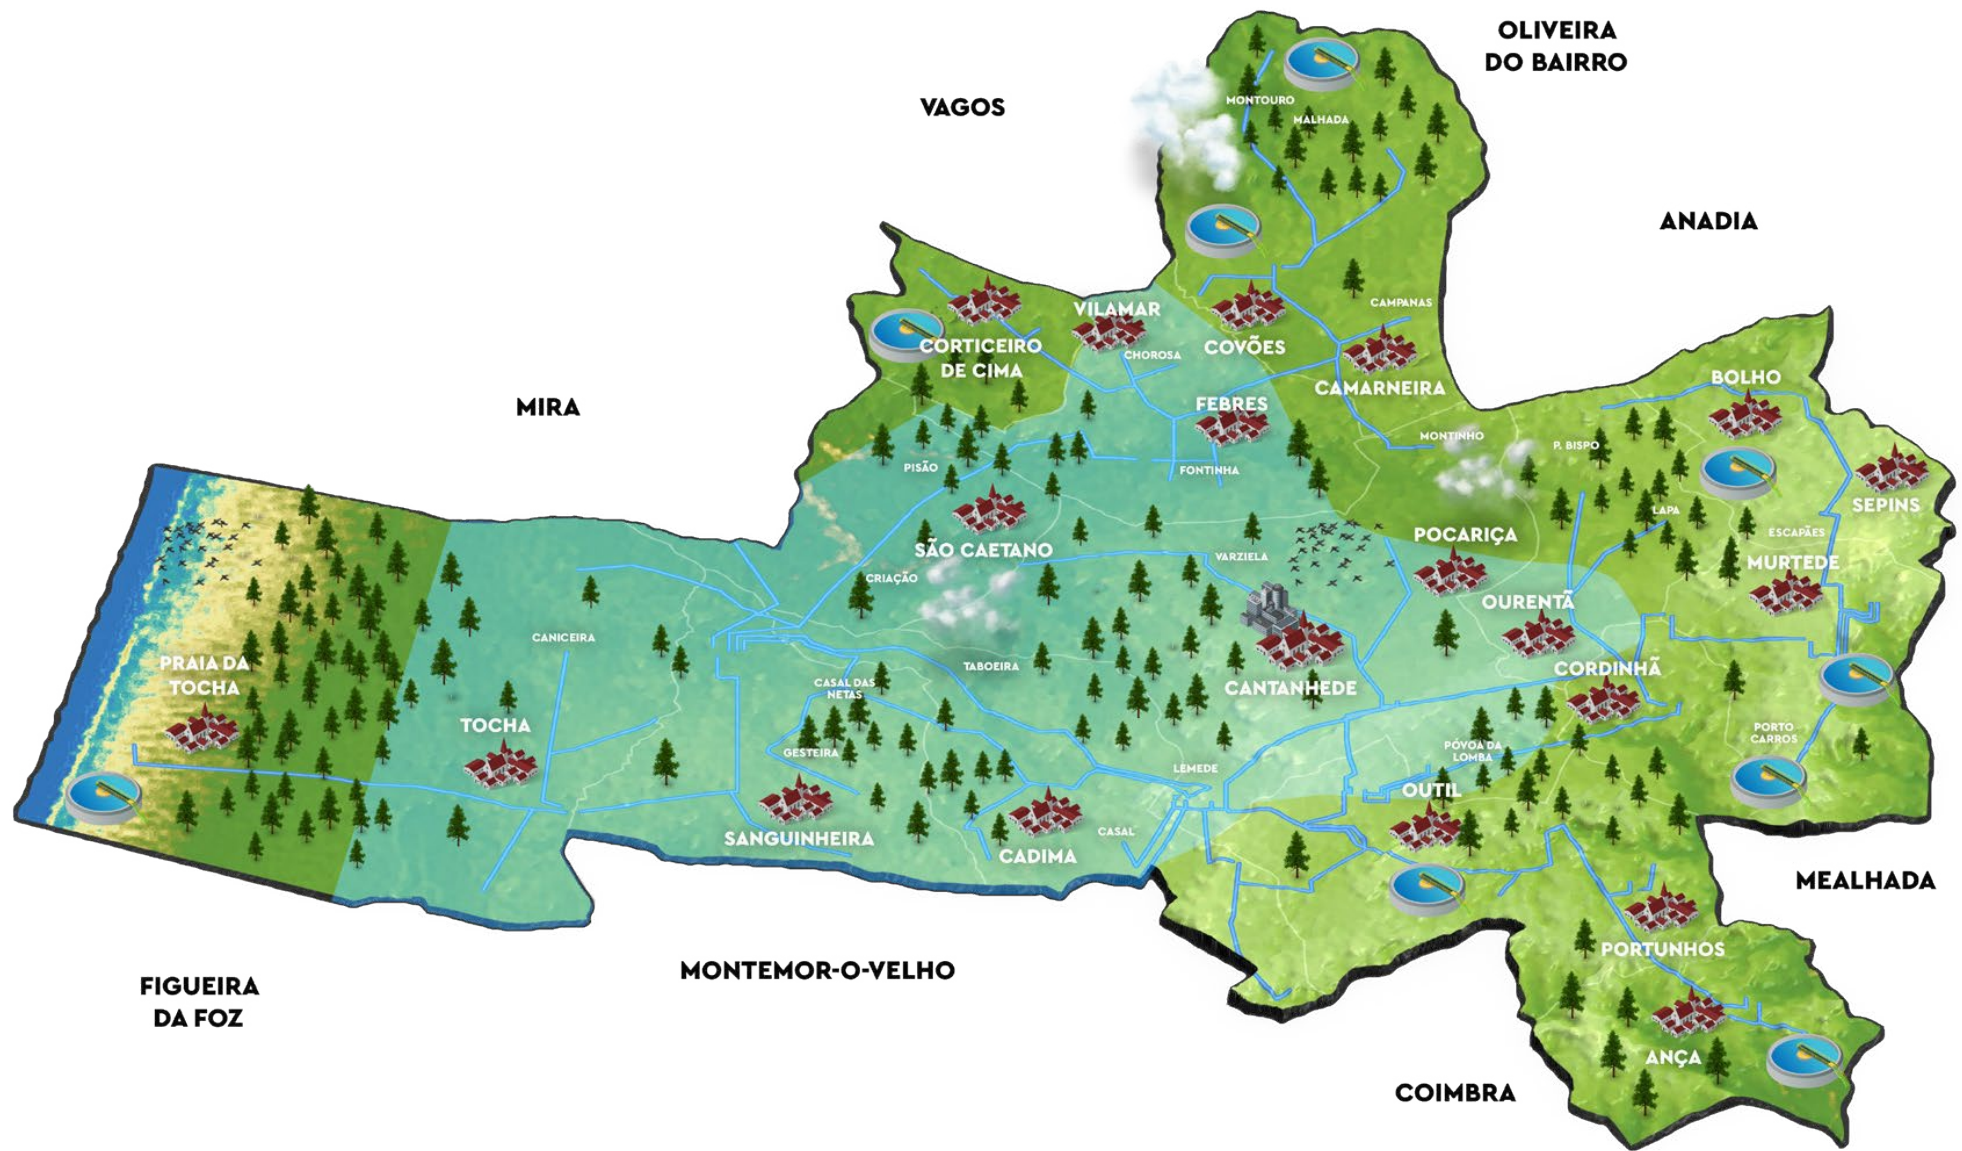 OLIVEIRA
DO BAIRRO
VAGOS
MONTOURO
MALHADA
ANADIA
CAMPANAS
VILAMAR
CORTICEIRO
DE CIMA
CHOROSA
COVÕES
CAMARNEIRA
BOLHO
MIRA
FEBRES
MONTINHO
P. BISPO
PISÃO
FONTINHA
SEPINS
LAPA
ESCAPÃES
POCARIÇA
SÃO CAETANO
VARZIELA
MURTEDE
CRIAÇÃO
OURENTÃ
CANICEIRA
PRAIA DA
TOCHA
TABOEIRA
CORDINHÃ
CASAL DAS
NETAS
CANTANHEDE
TOCHA
PORTO
CARROS
GESTEIRA
PÓVOA DA
LOMBA
LEMEDE
OUTIL
SANGUINHEIRA
CASAL
CADIMA
MEALHADA
PORTUNHOS
MONTEMOR-O-VELHO
FIGUEIRA
DA FOZ
ANÇA
COIMBRA